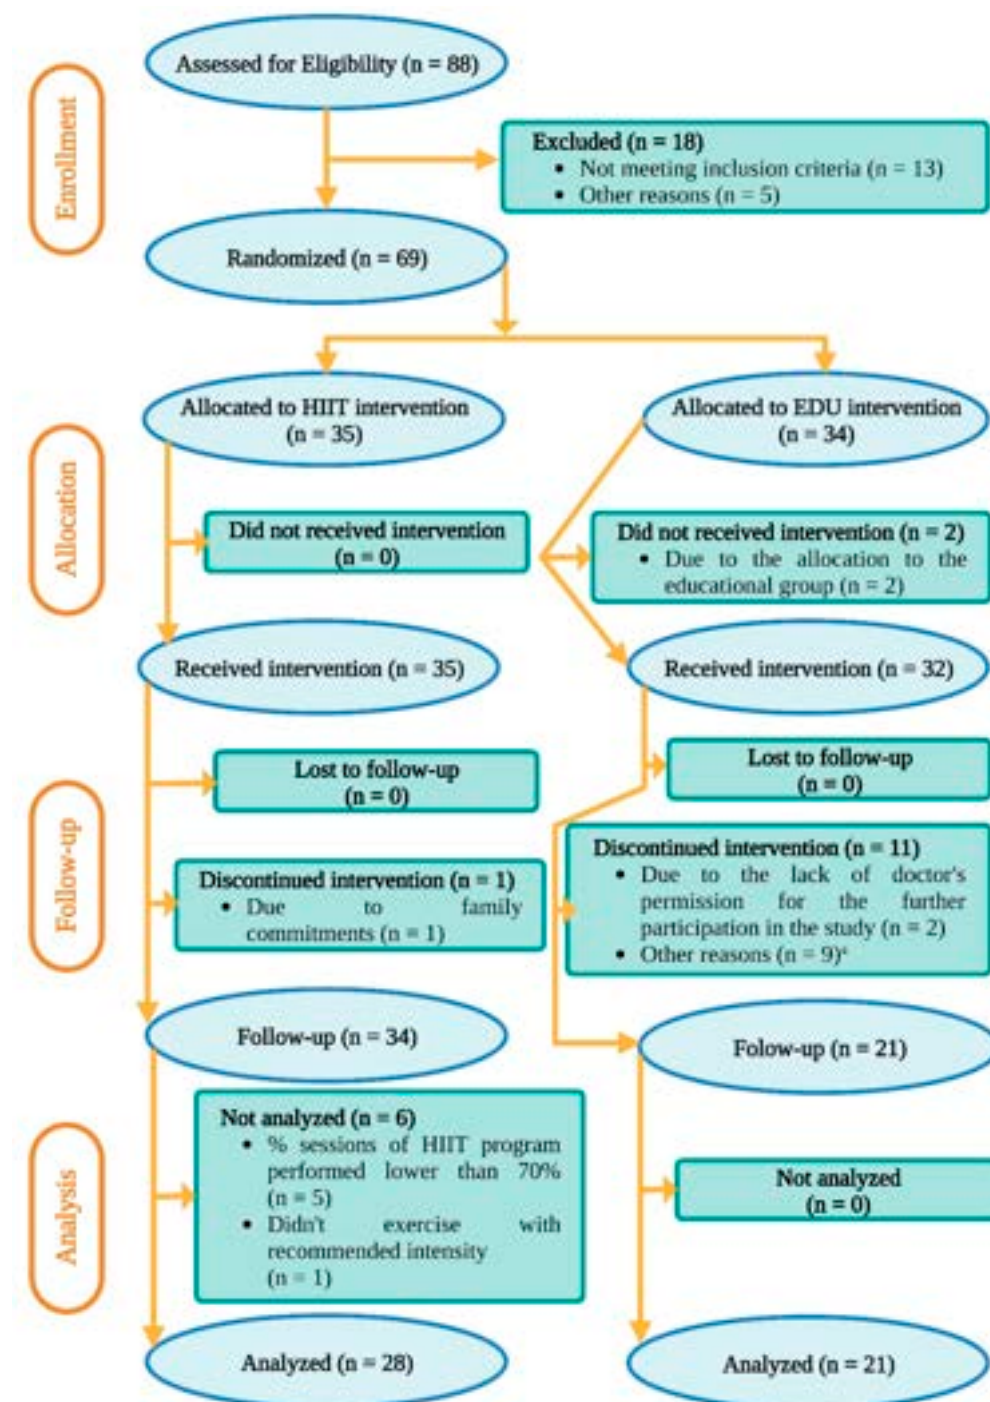 Enrollment
Assessed for Eligibility (n = 88)
Excluded (n = 18)
• Not meeting inclusion criteria (n = 13)
• Other reasons (n = 5)
Randomized (n = 69)
Allocation
Allocated to HIIT intervention
(n = 35)
Allocated to EDU intervention
(n = 34)
Did not received intervention
(n = 0)
Did not received intervention (n = 2)
• Due to the allocation to the
educational group (n = 2)
Received intervention (n = 35)
Received intervention (n = 32)
Follow-up
Lost to follow-up
(n = 0)
Lost to follow-up
(n = 0)
Discontinued intervention (n = 1)
• Due to family
commitments (n = 1)
Discontinued intervention (n = 11)
• Due to the lack of doctor's
permission for the further
participation in the study (n = 2)
• Other reasons (n = 9)
Follow-up (n = 34)
Folow-up (n = 21)
Analysis
Not analyzed (n = 6)
• % sessions of HIIT program
performed lower than 70%
(n = 5)
• Didn't exercise with
recommended intensity
(n = 1)
Not analyzed
(n = 0)
Analyzed (n = 28)
Analyzed (n = 21)